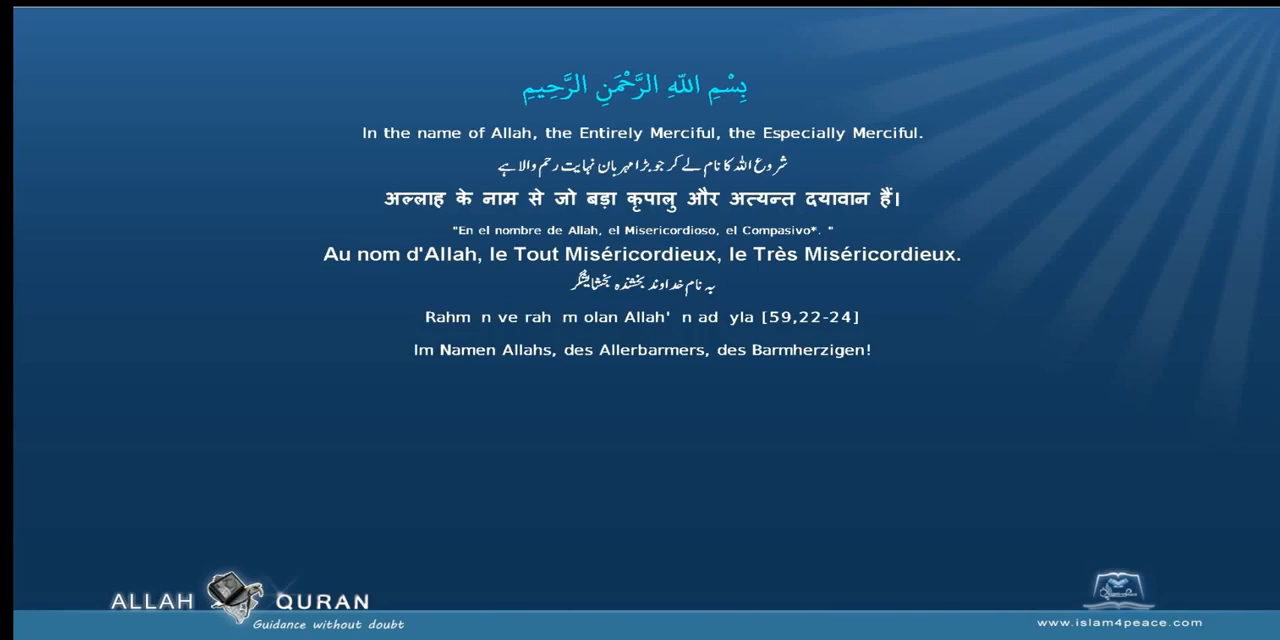 بِسْمِ اللّهِ الرَّحْمَنِ الرَّحِيمِ
In the name of Allah, the Entirely Merciful, the Especially Merciful.
شروع الله کا نام لے کر جو بڑا مہربان نہایت رحم والا ہے
अल्लाह के नाम से जो बड़ा कृपालु और अत्यन्त दयावान हैं।
"En el nombre de Allah, el Misericordioso, el Compasivo*. "
Au nom d'Allah, le Tout Miséricordieux, le Très Miséricordieux.
به نام خداوند بخشنده بخشایشگر
Rahm n ve rah m olan Allah' n ad yla [59,22-24]
Im Namen Allahs, des Allerbarmers, des Barmherzigen!
ALLAH QURAN
Guidance without doubt
www.islam4peace.com